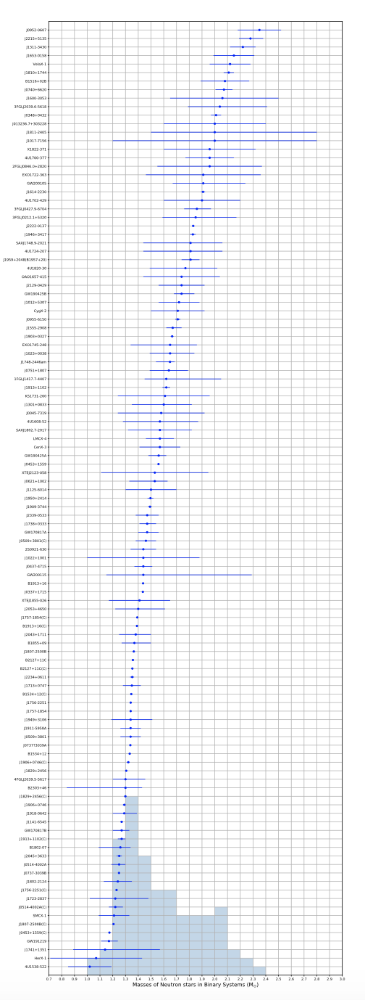 J0952-0607
J2215+5135
J1311-3430
J1653-0158
VelaX-1
J1810+1744
B1516+02B
J0740+6620
J1600-3053
3FGLJ2039.6-5618
J0348+0432
J013236.7+303228
J1811-2405
J1017-7156
X1822-371
4U1700-377
2FGLJ0846.0+2820
EXO1722-363
GW200105
J1614-2230
4U1702-429
3FGLJ0427.9-6704
3FGLJ0212.1+5320
J2222-0137
J1946+3417
SAXJ1748.9-2021
4U1724-207
J1959+2048(B1957+20)
4U1820-30
OAO1657-415
J2129-0429
GW190425B
J1012+5307
CygX-2
J0955-6150
J1555-2908
J1903+0327
EXO1745-248
J1023+0038
J1748-2446am
J0751+1807
1FGLJ1417.7-4407
J1913+1102
KS1731-260
J1301+0833
J0045-7319
4U1608-52
SAXJ1802.7-2017
LMCX-4
CenX-3
GW190425A
J0453+1559
XTEJ2123-058
J0621+1002
J1125-6014
J1950+2414
J1909-3744
J2339-0533
J1738+0333
GW170817A
J0509+3801(C)
2S0921-630
J1022+1001
J0437-4715
GW200115
B1913+16
J0337+1715
XTEJ1855-026
J2053+4650
J1757-1854(C)
B1913+16(C)
J2043+1711
B1855+09
J1807-2500B
B2127+11C
B2127+11C(C)
J2234+0611
J1713+0747
B1534+12(C)
J1756-2251
J1757-1854
J1949+3106
J1911-5958A
J0509+3801
J0737?3039A
B1534+12
J1906+0746(C)
J1829+2456
4FGLJ2039.5-5617
B2303+46
J1829+2456(C)
J1906+0746
J1918-0642
J1141-6545
GW170817B
J1913+1102(C)
B1802-07
J2045+3633
J0514-4002A
J0737-3039B
J1802-2124
J1756-2251(C)
J1723-2837
J0514-4002A(C)
SMCX-1
J1807-2500B(C)
J0453+1559(C)
GW191219
J1741+1351
HerX-1
4U1538-522
0.7 0.8 0.9 1.0 1.1 1.2 1.3 1.4 1.5 1.6 1.7 1.8 1.9 2.0 2.1 2.2 2.3 2.4 2.5 2.6 2.7 2.8 2.9 3.0
Masses of Neutron stars in Binary Systems (M⊙)